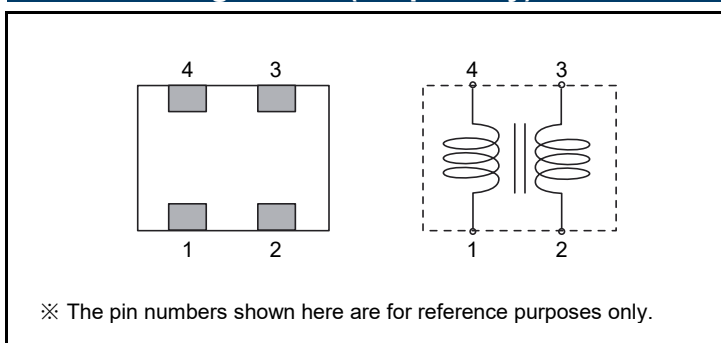 4 3
1 2
4 3
1 2
※ The pin numbers shown here are for reference purposes only.